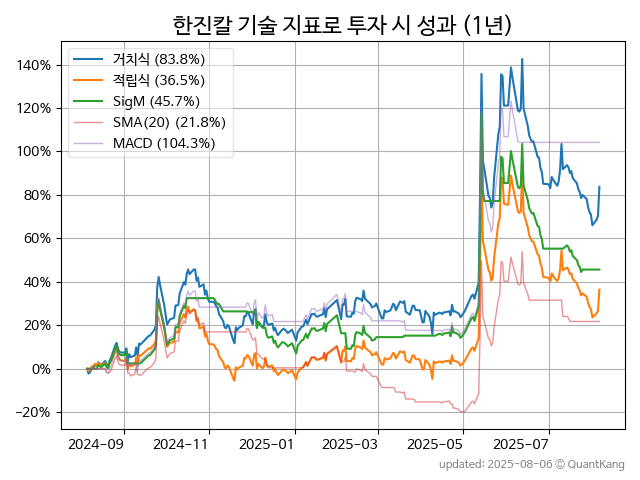 한진칼 기술 지표로 투자 시 성과 (1년)
거치식 (83.8%)
적립식 (36.5%)
SigM (45.7%)
SMA(20) (21.8%)
MACD (104.3%)
140%
120%
100%
80%
60%
40%
20%
0%
−20%
2024-09 2024-11 2025-01 2025-03 2025-05 2025-07
updated: 2025-08-06 ⓒ QuantKang